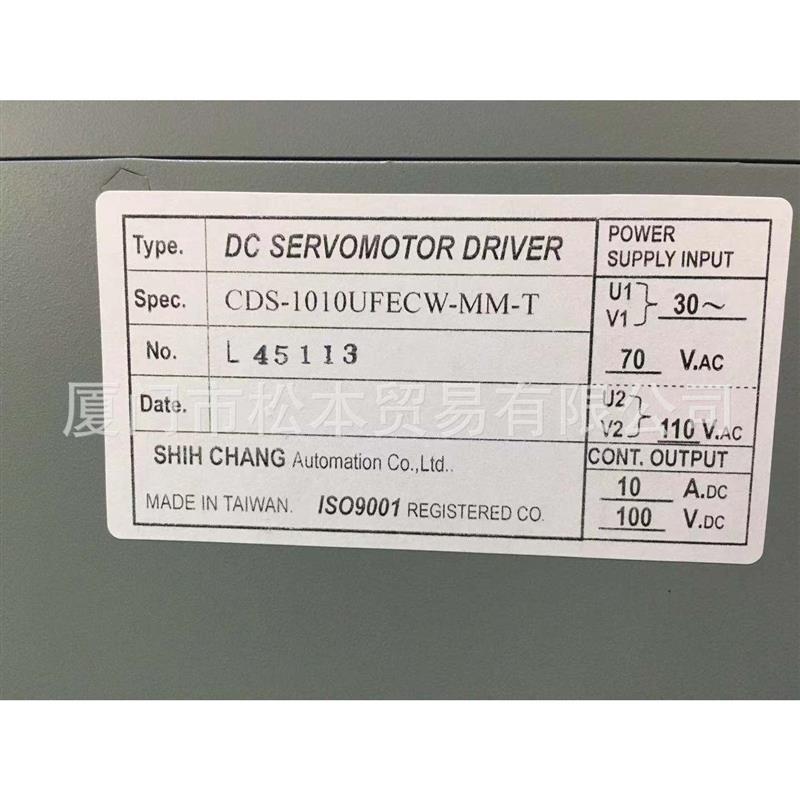 Type. DC SERVOMOTOR DRIVER
Spec. CDS-1010UFECW-MM-T
No. L 45113
Date.
SHIH CHANG Automation Co.,Ltd..
MADE IN TAIWAN. ISO9001 REGISTERED CO.
POWER
SUPPLY INPUT
U1
V1 } 30～
70 V.AC
U2
V2 } 110 V.AC
CONT. OUTPUT
10 A.DC
100 V.DC
厦门市松本贸易有限公司